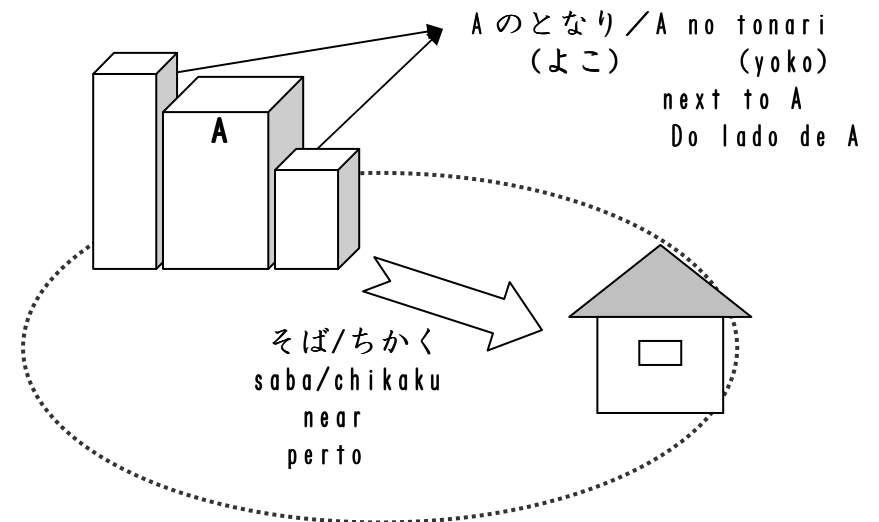 Aのとなり／A no tonari
(よこ) (yoko)
next to A
Do lado de A
A
そば/ちかく
saba/chikaku
near
perto